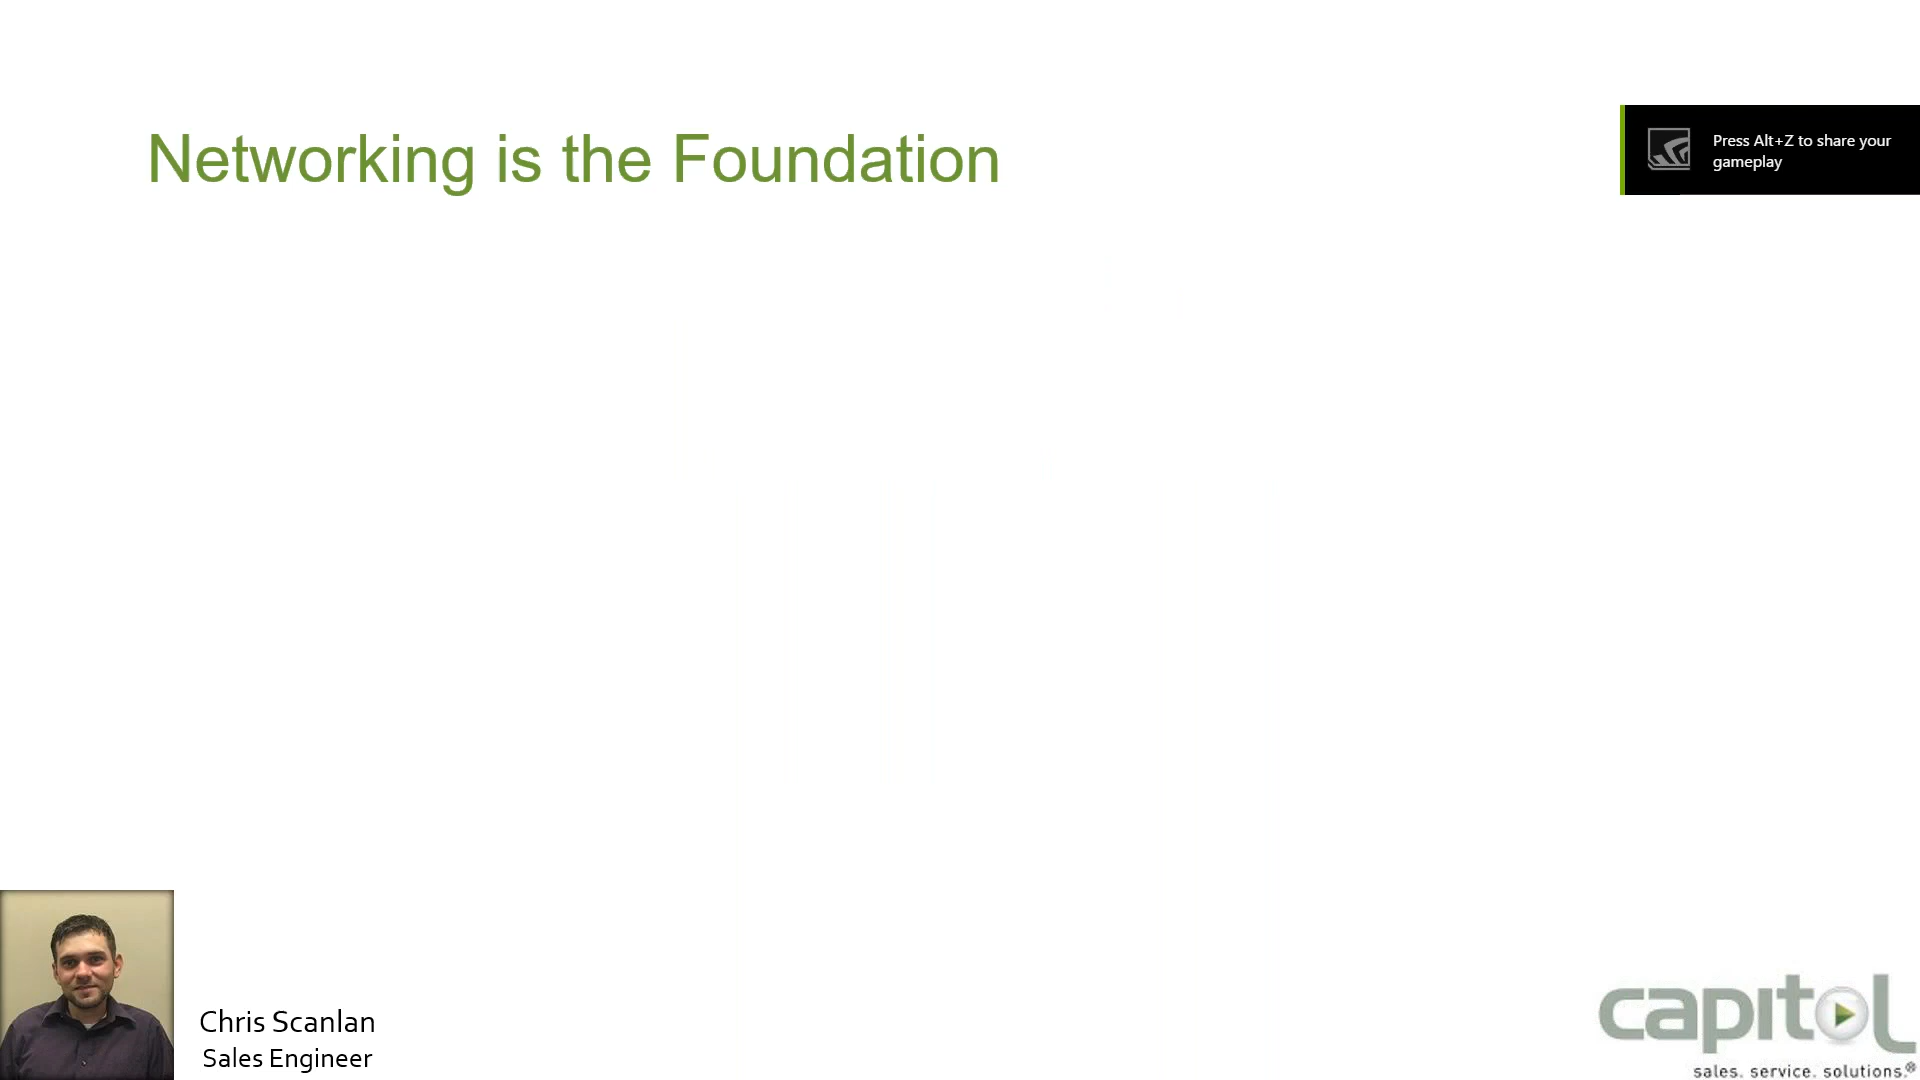 Networking is the Foundation
Press Alt+Z to share your
gameplay
Chris Scanlan
Sales Engineer
capitol
sales. service. solutions.®